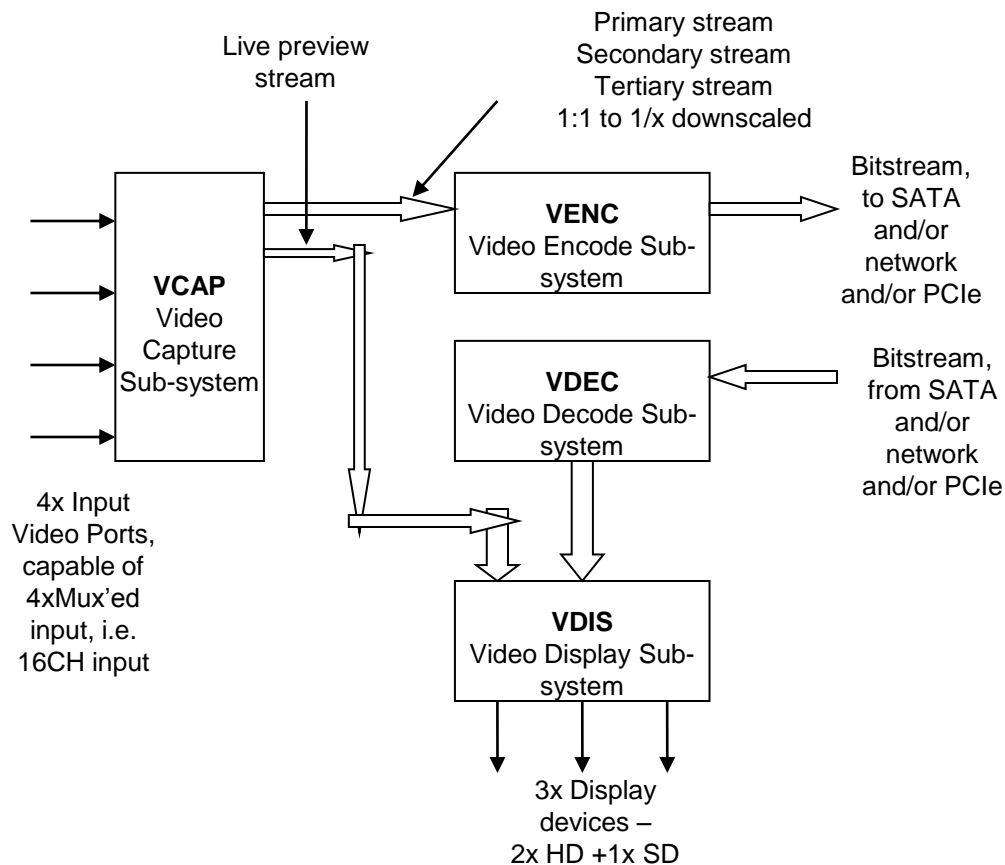 Live preview
stream
Primary stream
Secondary stream
Tertiary stream
1:1 to 1/x downscaled
VCAP
Video
Capture
Sub-system
VENC
Video Encode Sub-
system
Bitstream,
to SATA
and/or
network
and/or PCIe
VDEC
Video Decode Sub-
system
Bitstream,
from SATA
and/or
network
and/or PCIe
4x Input
Video Ports,
capable of
4xMux'ed
input, i.e.
16CH input
VDIS
Video Display Sub-
system
3x Display
devices –
2x HD +1x SD